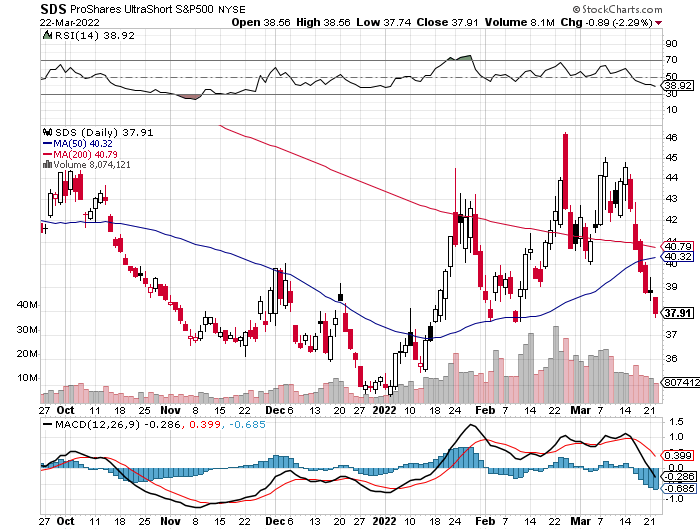 SDS ProShares UltraShort S&P500 NYSE © StockCharts.com
22-Mar-2022 Open 38.56 High 38.56 Low 37.74 Close 37.91 Volume 8.1M Chg -0.89 (-2.29%)
RSI(14) 38.92
90
70
50
38.92
30
10
SDS (Daily) 37.91
MA(50) 40.32
MA(200) 40.79
Volume 8,074,121
46
45
44
43
42
41
40.79
40.32
40
39
37.91
37
36
8074121
40M
30M
20M
10M
27 Oct 11 18 25 Nov 8 15 22 Dec 6 13 20 27 2022 10 18 24 Feb 7 14 22 Mar 7 14 21
MACD(12,26,9) -0.286, 0.399, -0.685
1.5
1.0
0.399
0.0
-0.286
-0.685
27 Oct 11 18 25 Nov 8 15 22 Dec 6 13 20 27 2022 10 18 24 Feb 7 14 22 Mar 7 14 21